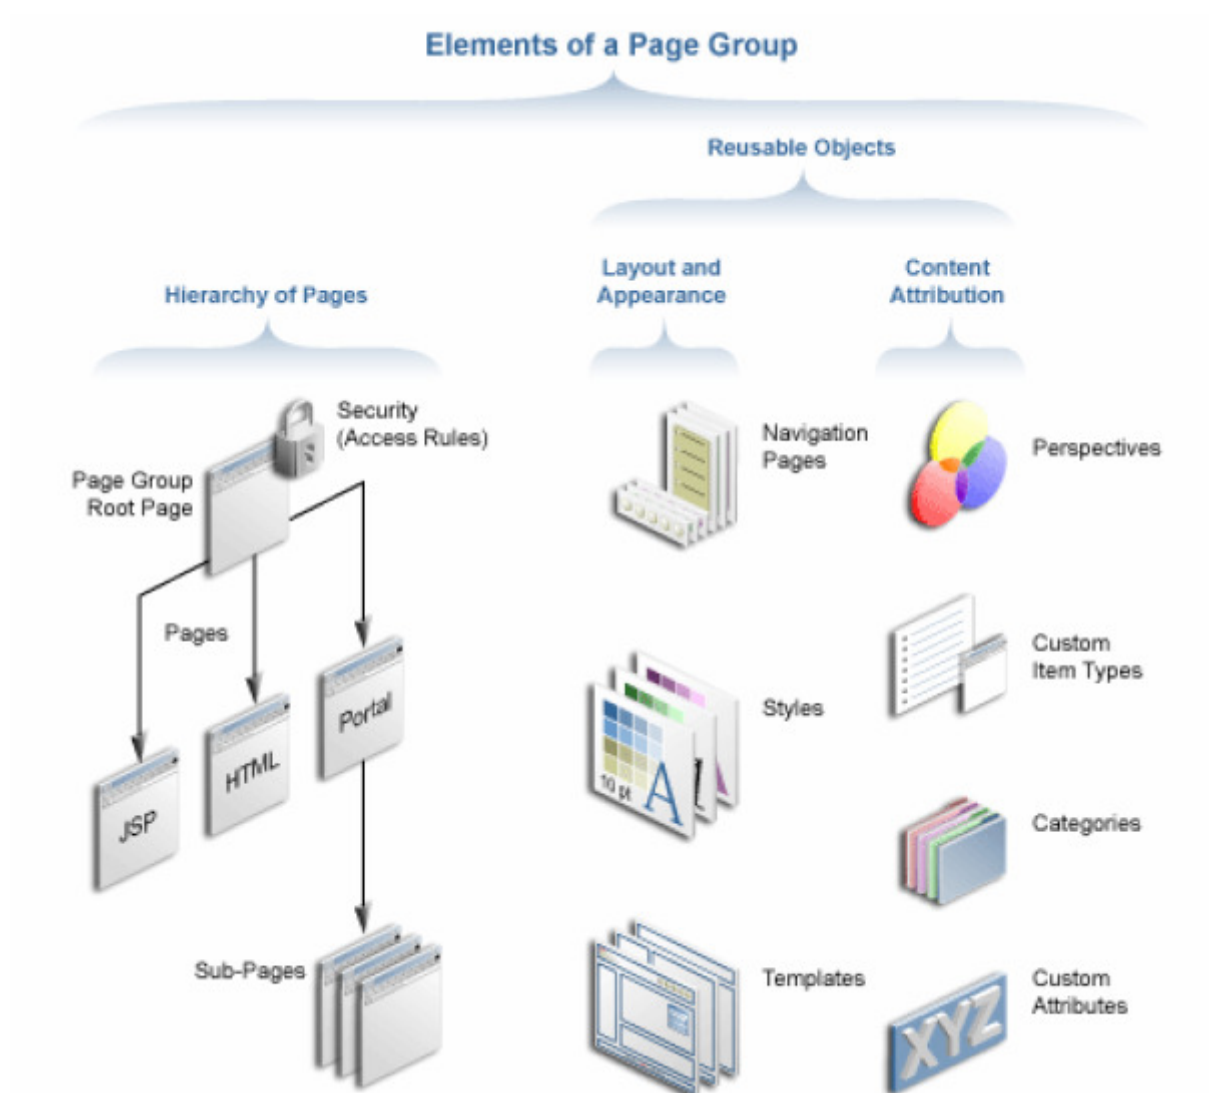 Elements of a Page Group
Reusable Objects
Hierarchy of Pages
Layout and
Appearance
Content
Attribution
Security
(Access Rules)
Page Group
Root Page
Pages
JSP
HTML
Portal
Sub-Pages
Navigation
Pages
Styles
10 pt
A
Templates
Perspectives
Custom
Item Types
Categories
Custom
Attributes
XYZ